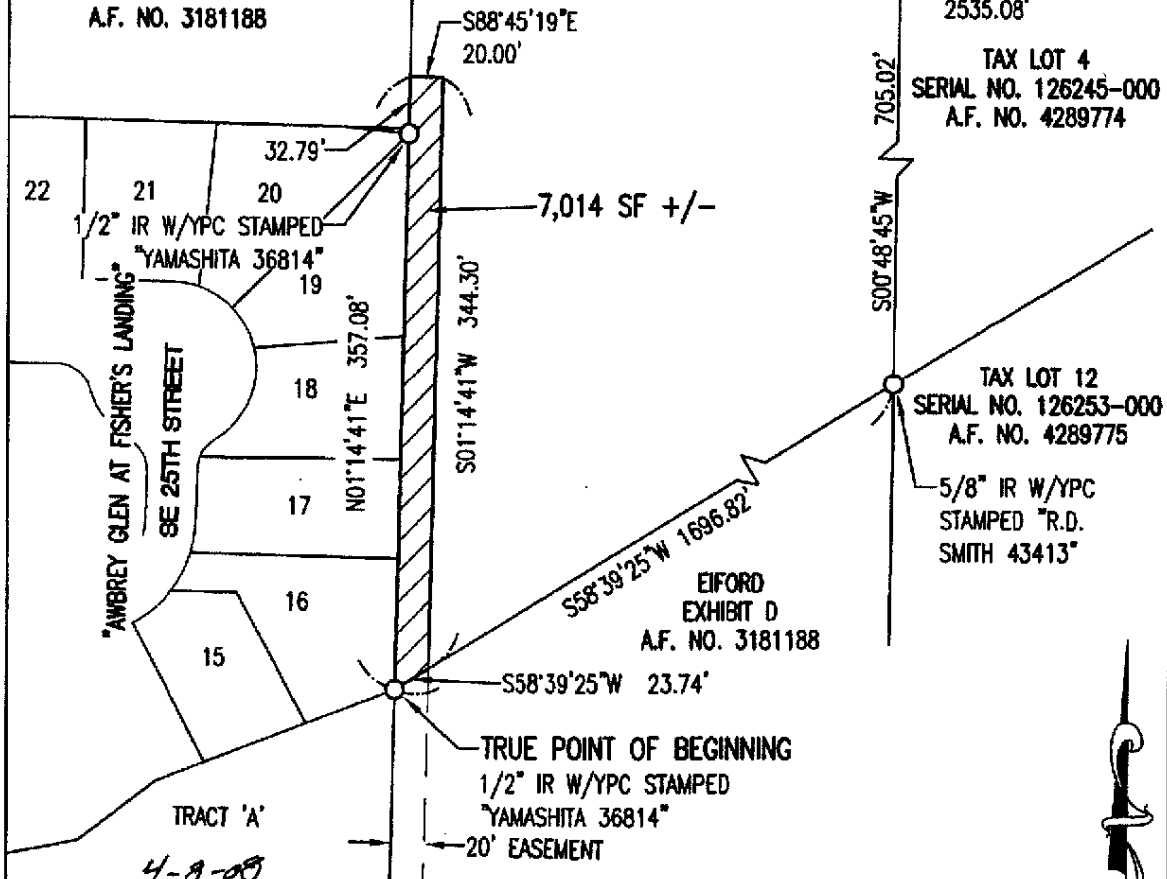 A.F. NO. 3181188
S88°45'19"E
20.00'
2535.08'
TAX LOT 4
SERIAL NO. 126245-000
A.F. NO. 4289774
705.02'
S00°48'45"W
32.79'
22
21
20
1/2" IR W/YPC STAMPED
"YAMASHITA 36814"
7,014 SF +/-
19
"AWBREY GLEN AT FISHER'S LANDING"
SE 25TH STREET
N01°14'41"E 357.08'
S01°14'41"W 344.30'
18
17
16
15
TAX LOT 12
SERIAL NO. 126253-000
A.F. NO. 4289775
5/8" IR W/YPC
STAMPED "R.D.
SMITH 43413"
S58°39'25"W 1696.82'
EIFORD
EXHIBIT D
A.F. NO. 3181188
S58°39'25"W 23.74'
TRUE POINT OF BEGINNING
1/2" IR W/YPC STAMPED
"YAMASHITA 36814"
20' EASEMENT
TRACT 'A'
4-8-08